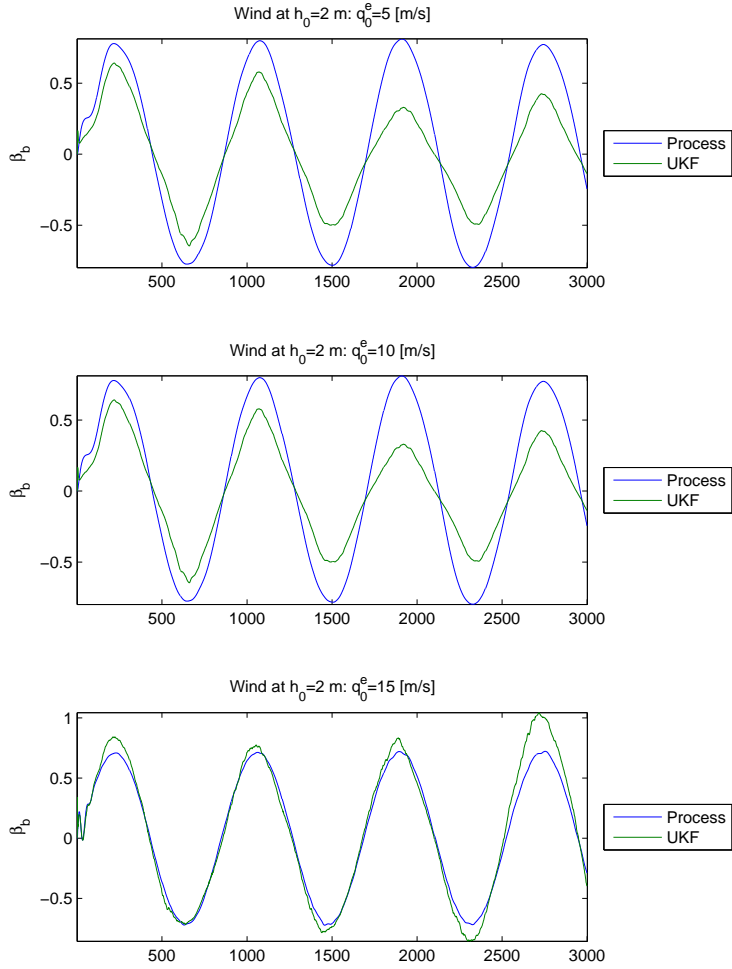 Wind at h₀=2 m: q₀ᵉ=5 [m/s]
0.5
0
−0.5
β_b
500 1000 1500 2000 2500 3000
Process
UKF
Wind at h₀=2 m: q₀ᵉ=10 [m/s]
0.5
0
−0.5
β_b
500 1000 1500 2000 2500 3000
Process
UKF
Wind at h₀=2 m: q₀ᵉ=15 [m/s]
1
0.5
0
−0.5
β_b
500 1000 1500 2000 2500 3000
Process
UKF